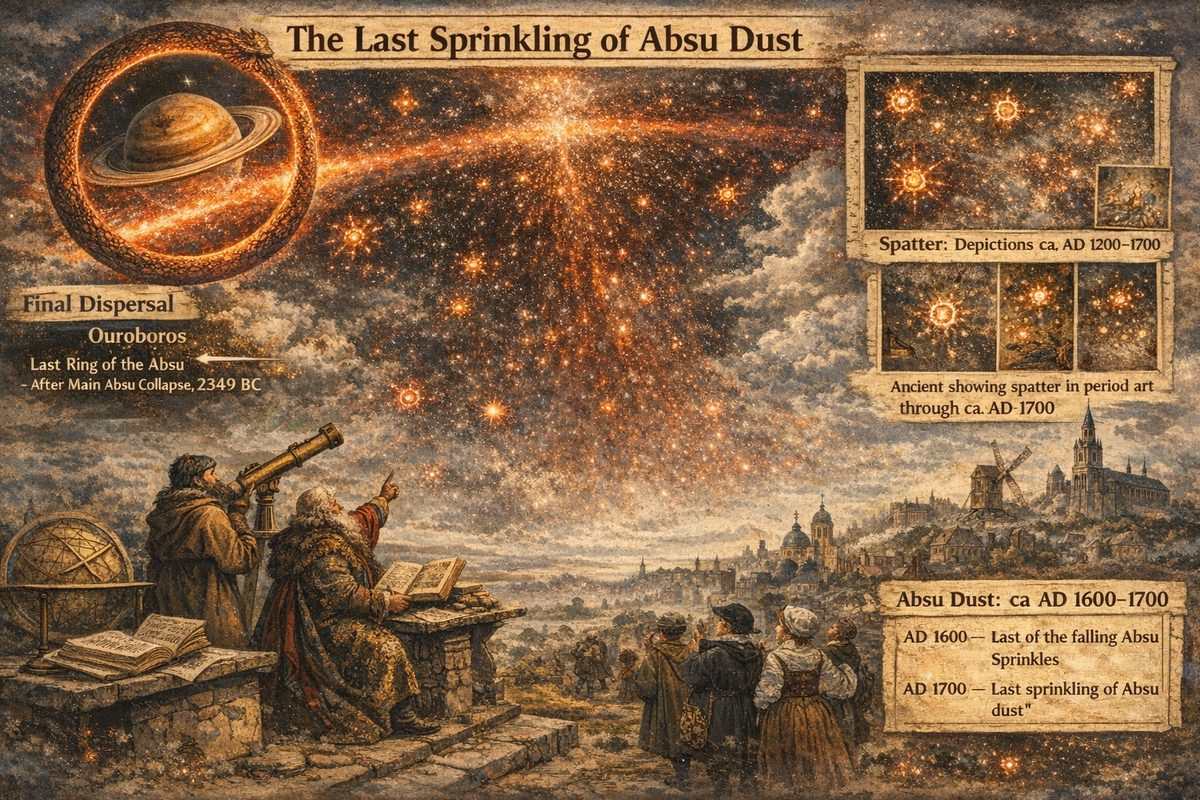 The Last Sprinkling of Absu Dust
Final Dispersal
Ouroboros
Last Ring of the Absu
- After Main Absu Collapse, 2349 BC
Spatter: Depictions ca, AD 1200–1700
Ancient showing spatter in period art
through ca. AD 1700
Absu Dust: ca AD 1600–1700
AD 1600 — Last of the falling Absu
Sprinkles
AD 1700 — Last sprinkling of Absu
dust"